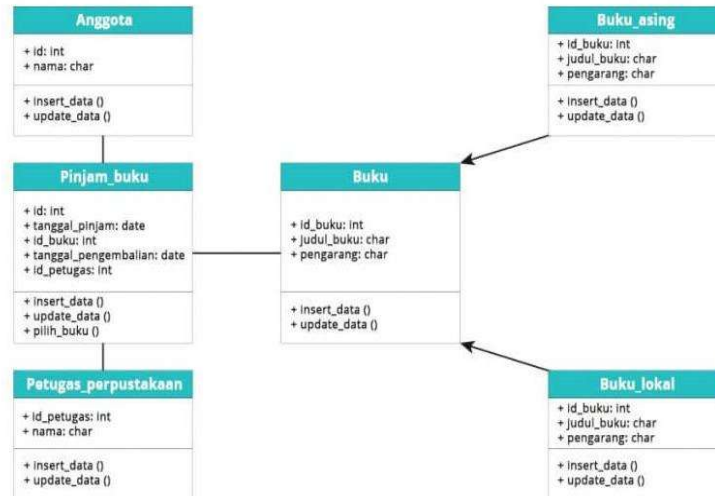 Anggota
+ id: int
+ nama: char
+ insert_data ()
+ update_data ()
Pinjam_buku
+ id: int
+ tanggal_pinjam: date
+ id_buku: int
+ tanggal_pengembalian: date
+ id_petugas: int
+ insert_data ()
+ update_data ()
+ pilih_buku ()
Petugas_perpustakaan
+ id_petugas: int
+ nama: char
+ insert_data ()
+ update_data ()
Buku
+ id_buku: int
+ judul_buku: char
+ pengarang: char
+ insert_data ()
+ update_data ()
Buku_asing
+ id_buku: int
+ judul_buku: char
+ pengarang: char
+ insert_data ()
+ update_data ()
Buku_lokal
+ id_buku: int
+ judul_buku: char
+ pengarang: char
+ insert_data ()
+ update_data ()